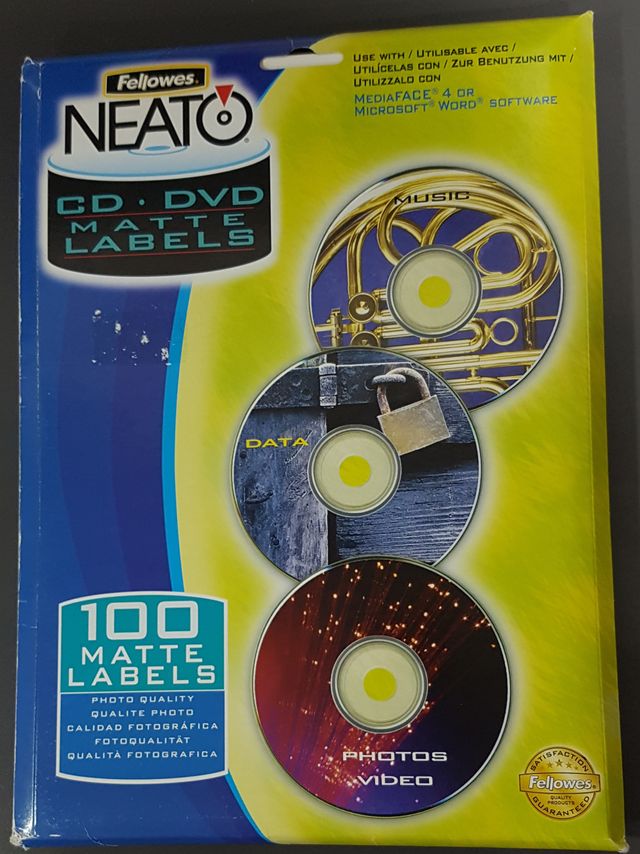 Fellowes®
NEATO®
CD · DVD
MATTE
LABELS
USE WITH / UTILISABLE AVEC /
UTILÍCELAS CON / ZUR BENUTZUNG MIT /
UTILIZZALO CON
MEDIAFACE® 4 OR
MICROSOFT® WORD® SOFTWARE
MUSIC
DATA
PHOTOS
VIDEO
100
MATTE
LABELS
PHOTO QUALITY
QUALITE PHOTO
CALIDAD FOTOGRÁFICA
FOTOQUALITÄT
QUALITÀ FOTOGRAFICA
SATISFACTION
Fellowes®
QUALITY
PRODUCTS
GUARANTEED